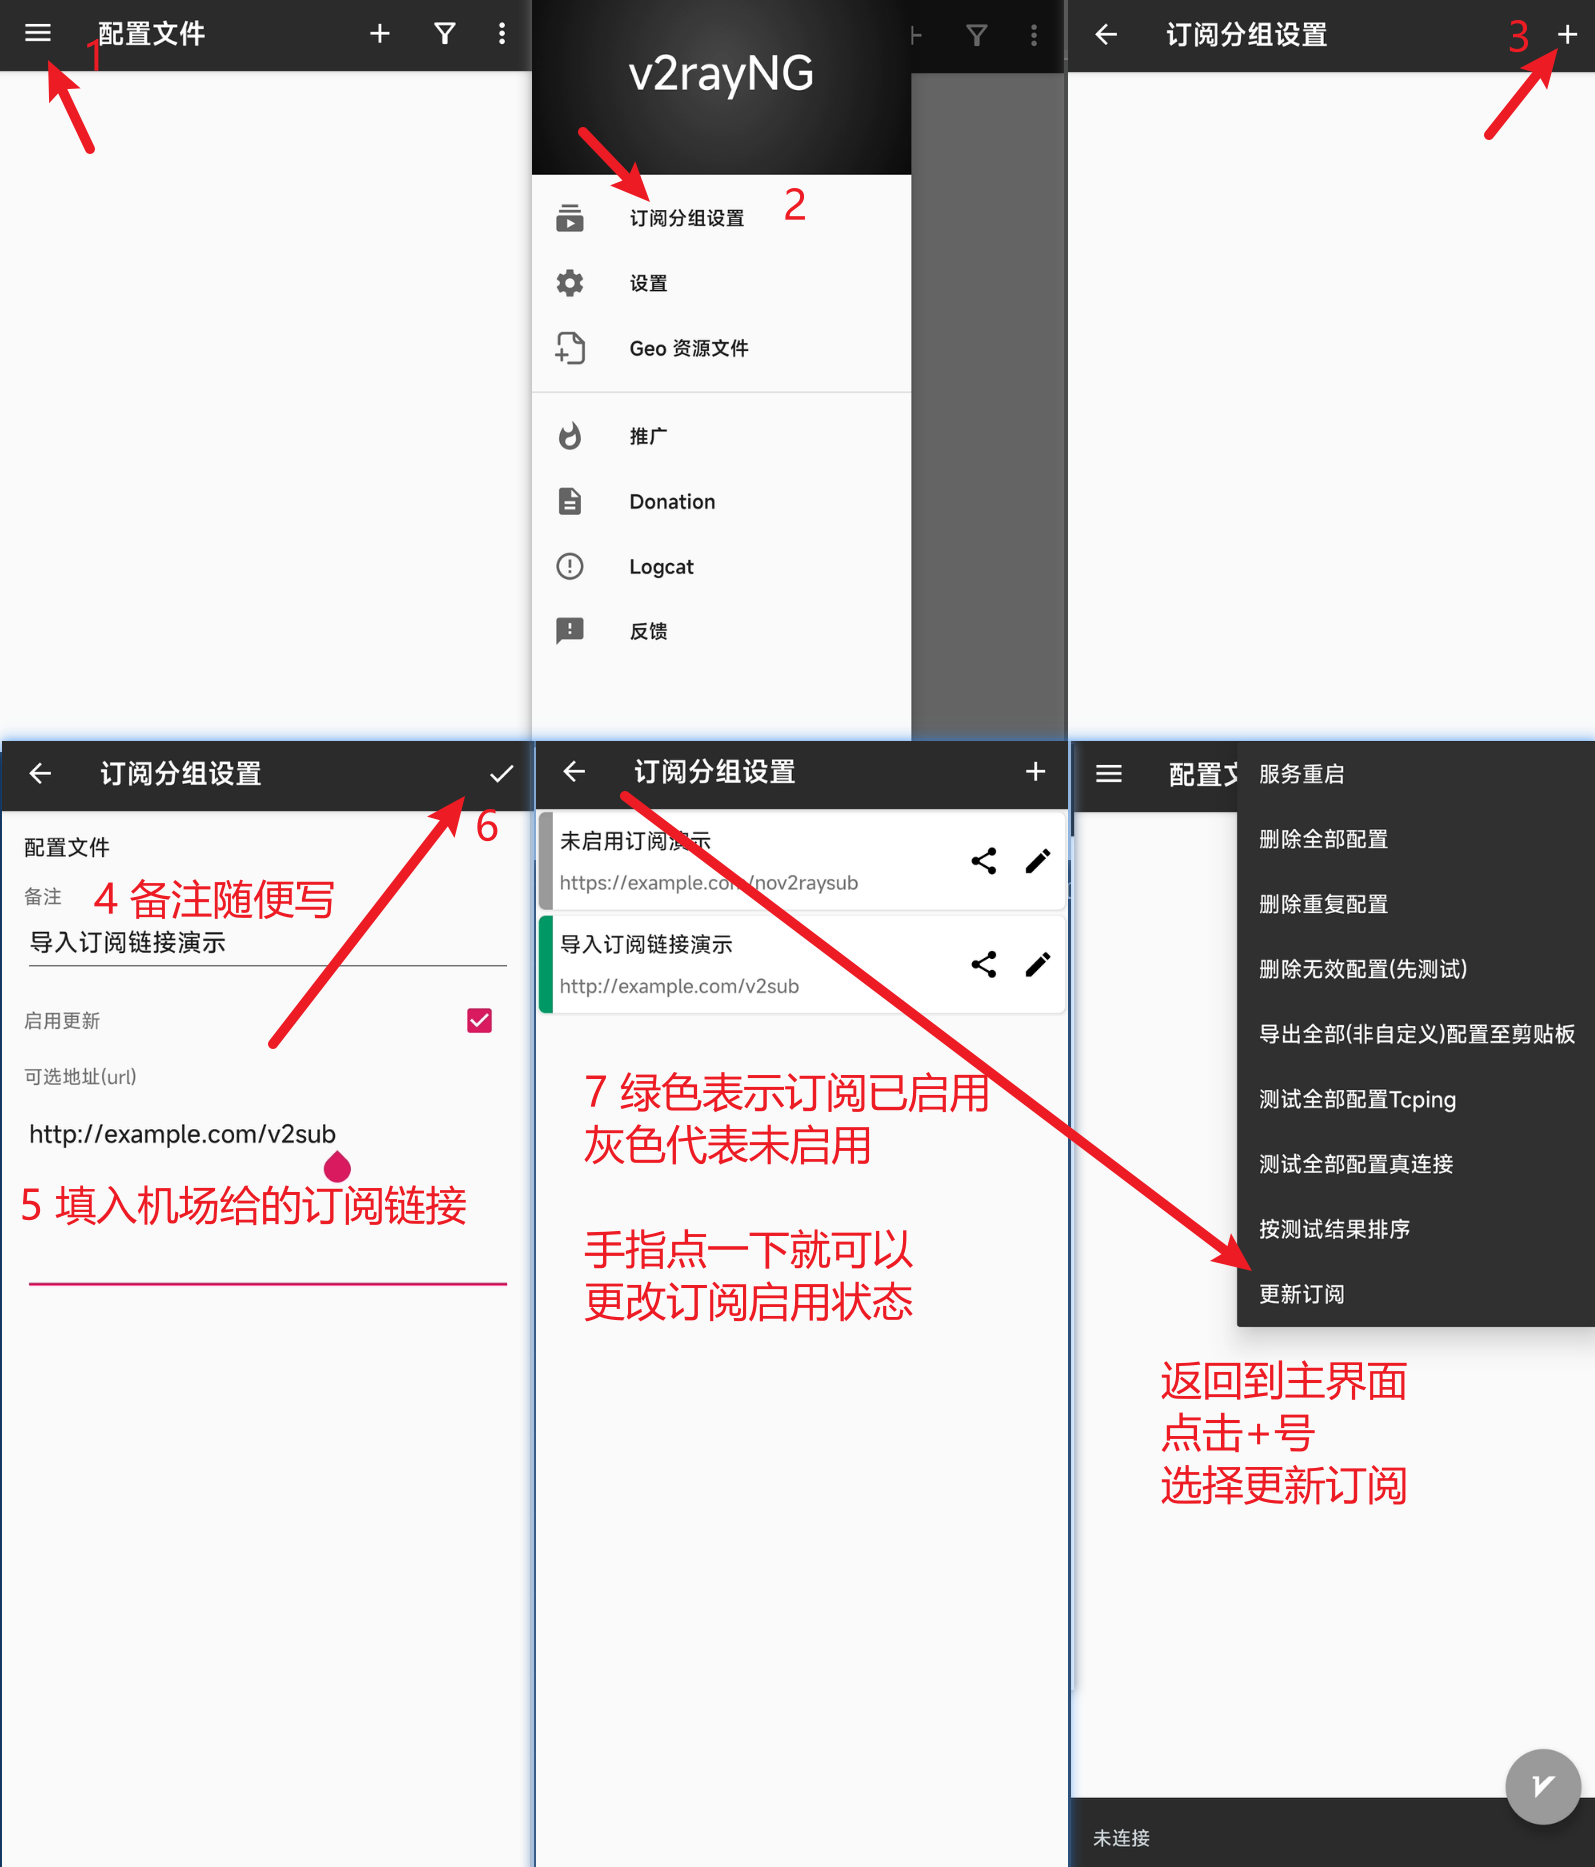 配置文件
1
v2rayNG
订阅分组设置
2
设置
Geo 资源文件
推广
Donation
Logcat
反馈
订阅分组设置
3
订阅分组设置
6
配置文件
备注
4 备注随便写
导入订阅链接演示
启用更新
可选地址(url)
http://example.com/v2sub
5 填入机场给的订阅链接
订阅分组设置
未启用订阅演示
https://example.com/nov2raysub
导入订阅链接演示
http://example.com/v2sub
7 绿色表示订阅已启用
灰色代表未启用
手指点一下就可以
更改订阅启用状态
配置文
服务重启
删除全部配置
删除重复配置
删除无效配置(先测试)
导出全部(非自定义)配置至剪贴板
测试全部配置Tcping
测试全部配置真连接
按测试结果排序
更新订阅
返回到主界面
点击+号
选择更新订阅
未连接